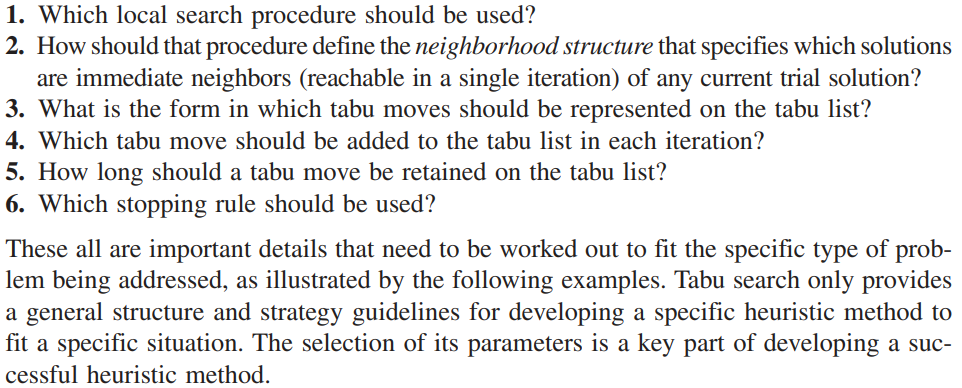 1. Which local search procedure should be used?
2. How should that procedure define the neighborhood structure that specifies which solutions
are immediate neighbors (reachable in a single iteration) of any current trial solution?
3. What is the form in which tabu moves should be represented on the tabu list?
4. Which tabu move should be added to the tabu list in each iteration?
5. How long should a tabu move be retained on the tabu list?
6. Which stopping rule should be used?
These all are important details that need to be worked out to fit the specific type of prob-
lem being addressed, as illustrated by the following examples. Tabu search only provides
a general structure and strategy guidelines for developing a specific heuristic method to
fit a specific situation. The selection of its parameters is a key part of developing a suc-
cessful heuristic method.